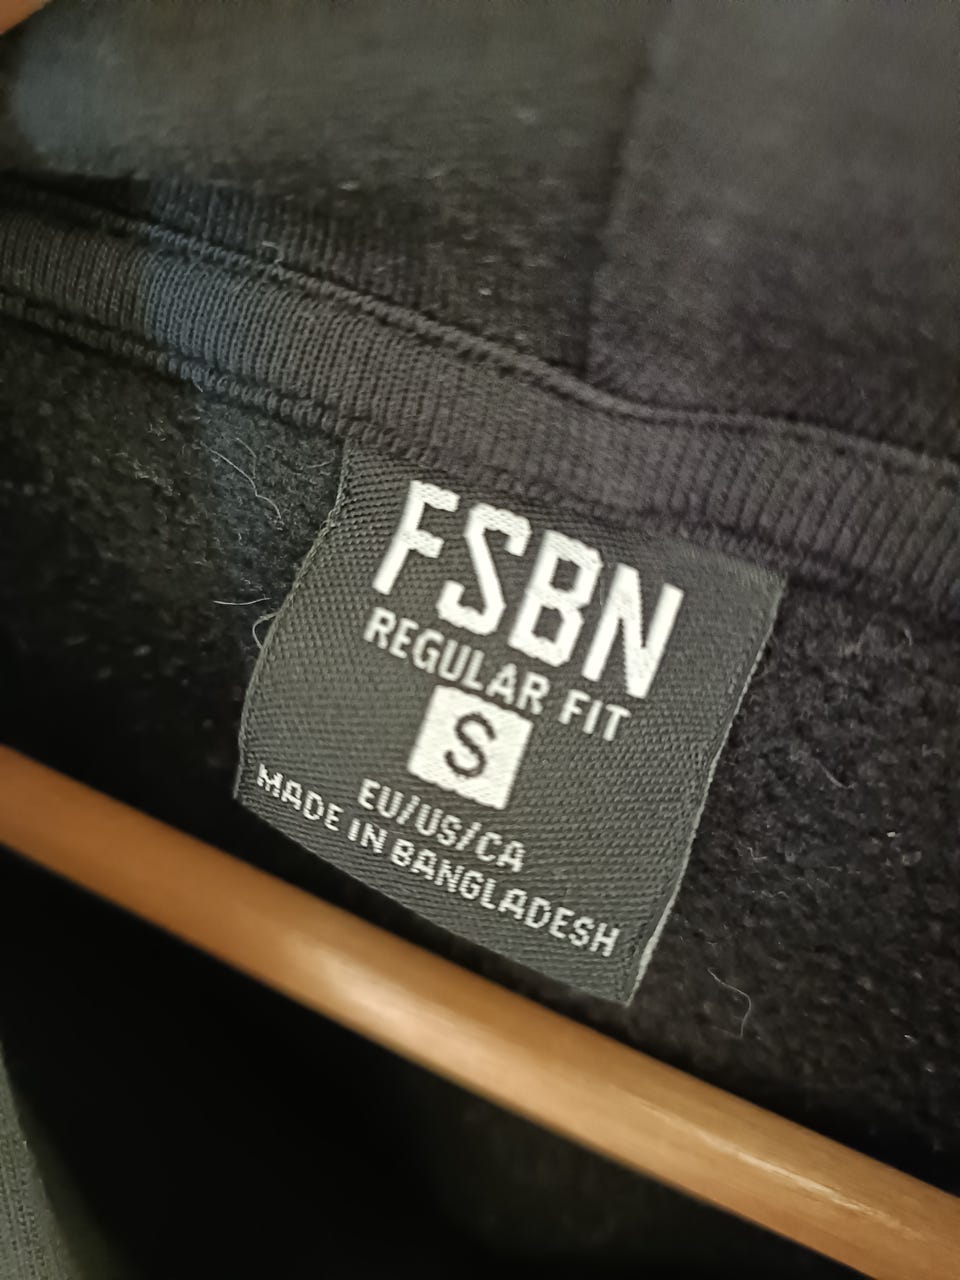 FSBN
REGULAR FIT
S
EU/US/CA
MADE IN BANGLADESH